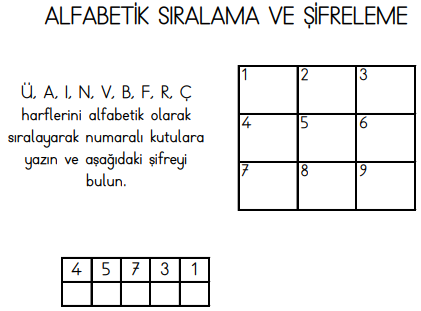 ALFABETİK SIRALAMA VE ŞİFRELEME
Ü, A, I, N, V, B, F, R, Ç
harflerini alfabetik olarak
sıralayarak numaralı kutulara
yazın ve aşağıdaki şifreyi
bulun.
1 2 3
4 5 6
7 8 9
4 5 7 3 1